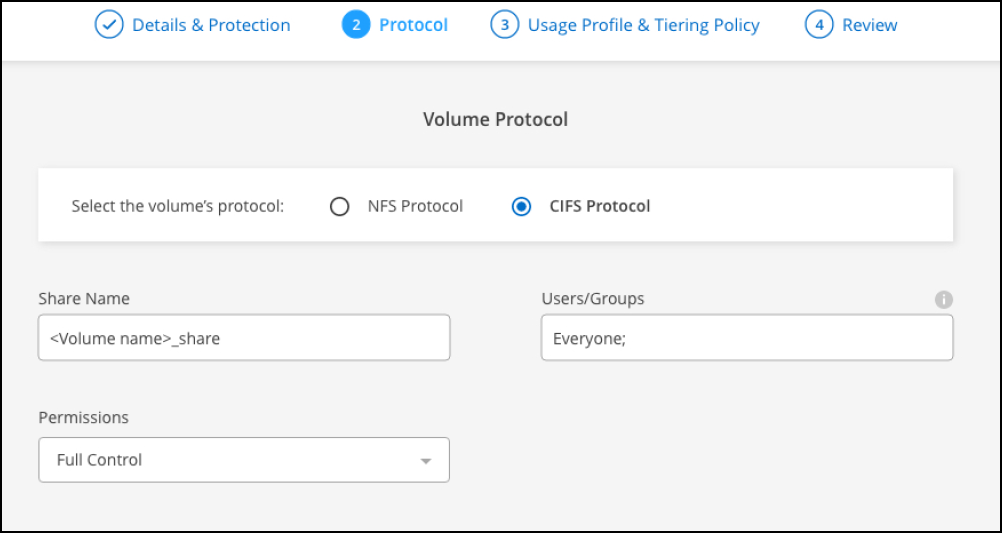 Details & Protection 2 Protocol 3 Usage Profile & Tiering Policy 4 Review
Volume Protocol
Select the volume's protocol: NFS Protocol CIFS Protocol
Share Name Users/Groups i
<Volume name>_share Everyone;
Permissions
Full Control